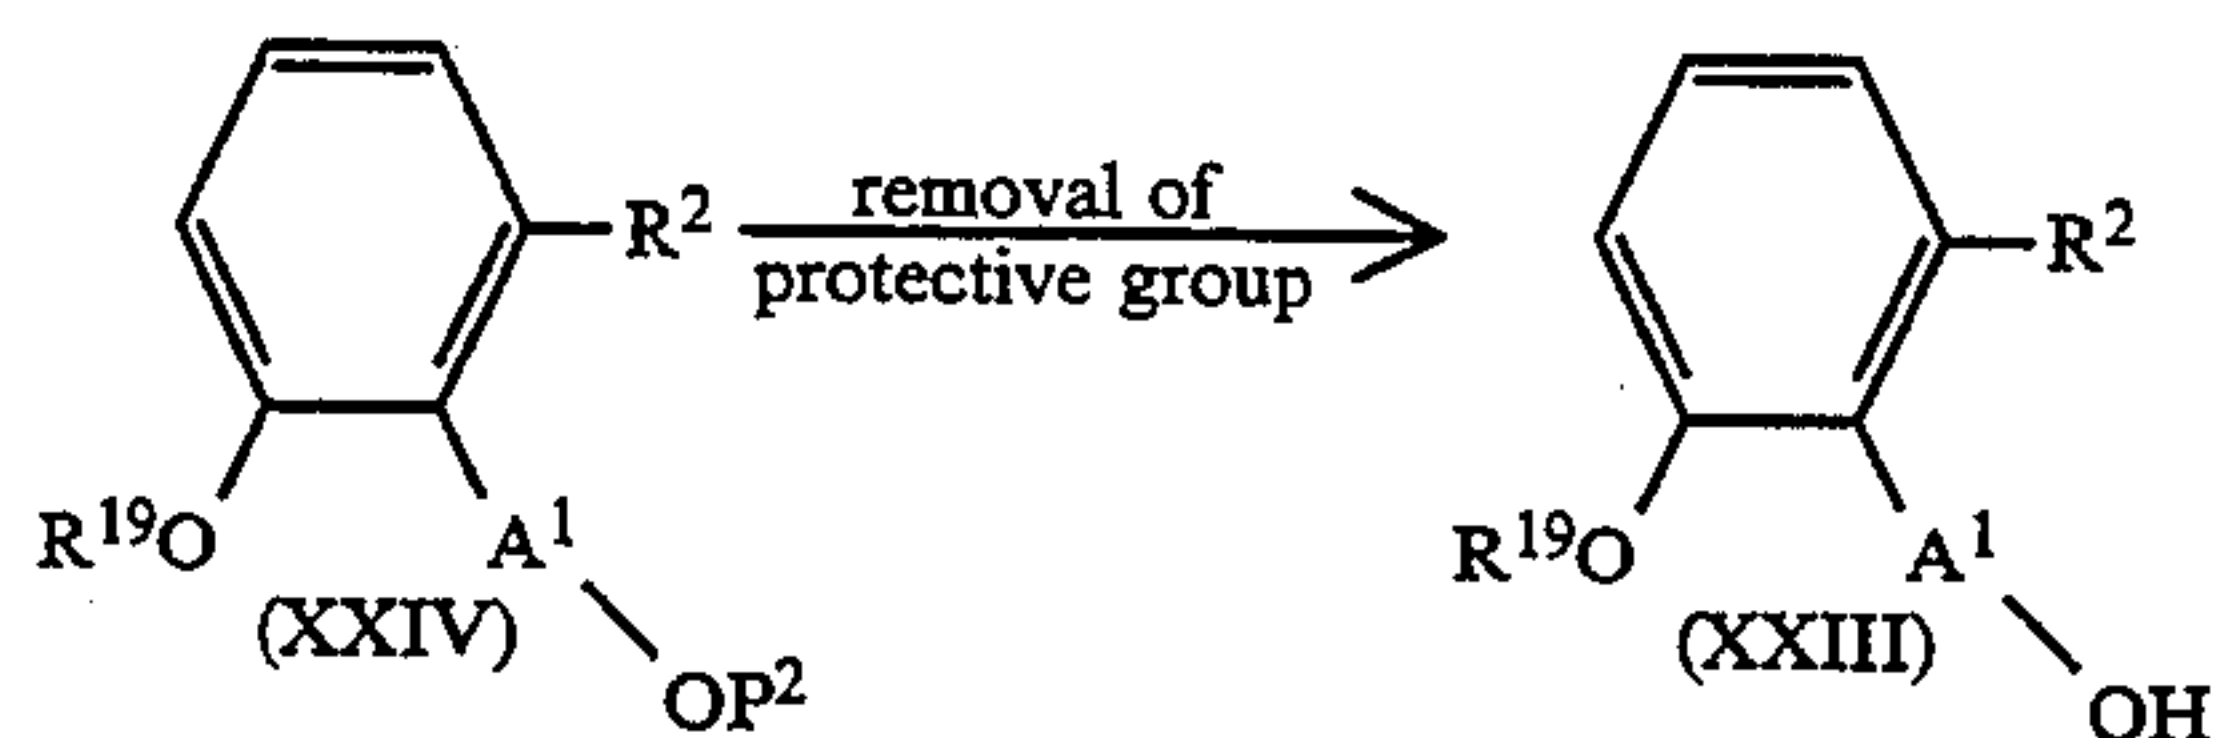 R²
removal of
protective group
R²
R¹⁹O
A¹
(XXIV)
OP²
R¹⁹O
A¹
(XXIII)
OH